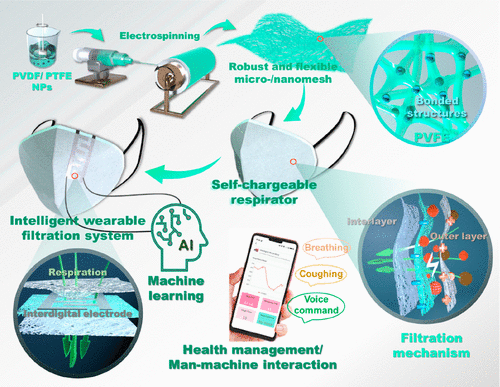 Electrospinning
PVDF/ PTFE
NPs
Robust and flexible
micro-/nanomesh
Bonded
structures
PVF
Self-chargeable
respirator
Intelligent wearable
filtration system
AI
Machine
learning
Respiration
Interdigital electrode
Interlayer
Outer layer
Filtration
mechanism
Breathing
Coughing
Voice
command
Health management/
Man-machine interaction